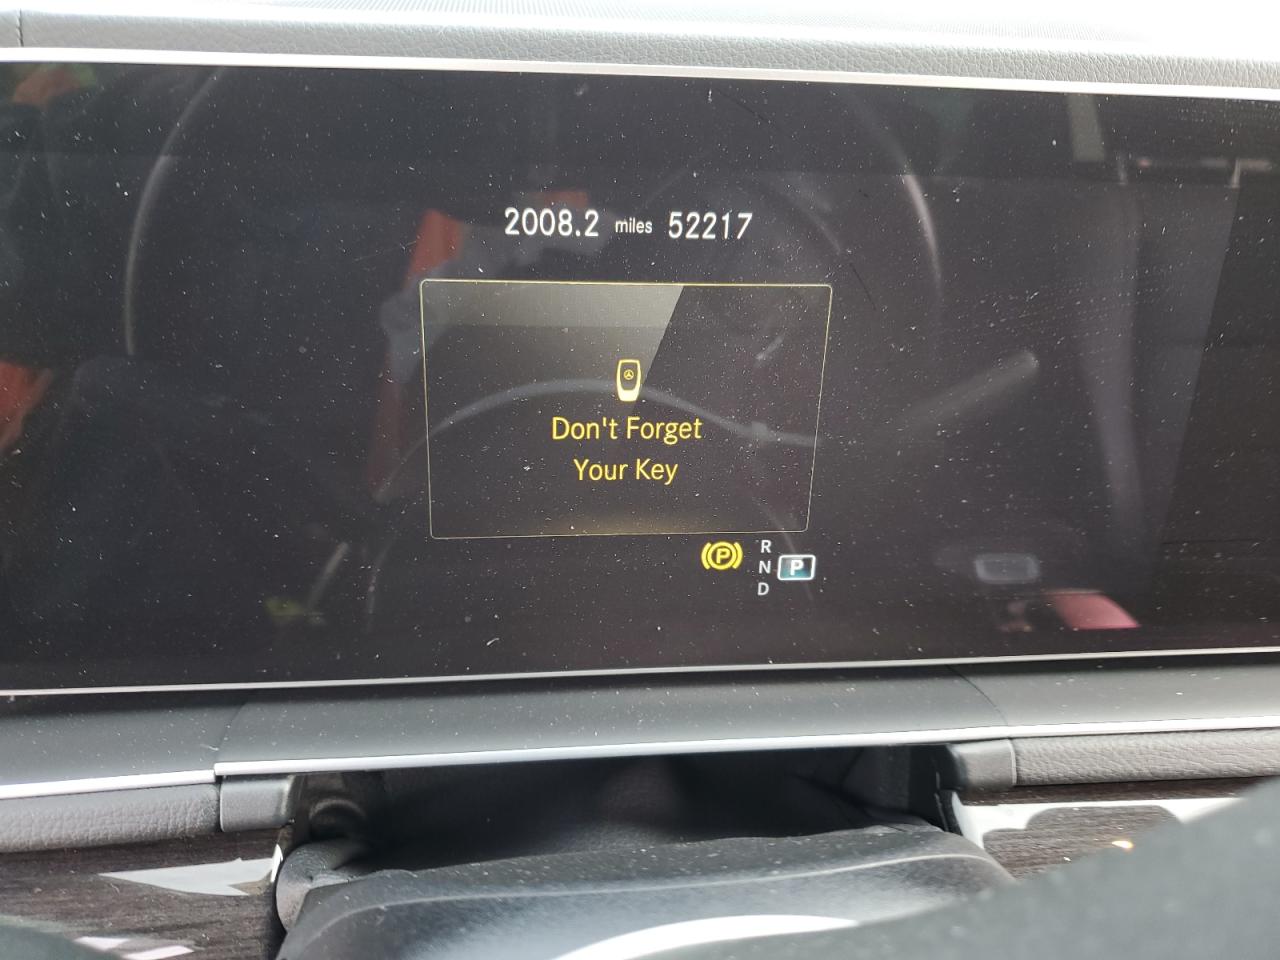 2008.2 miles 52217
Don't Forget
Your Key
P
R
N P
D